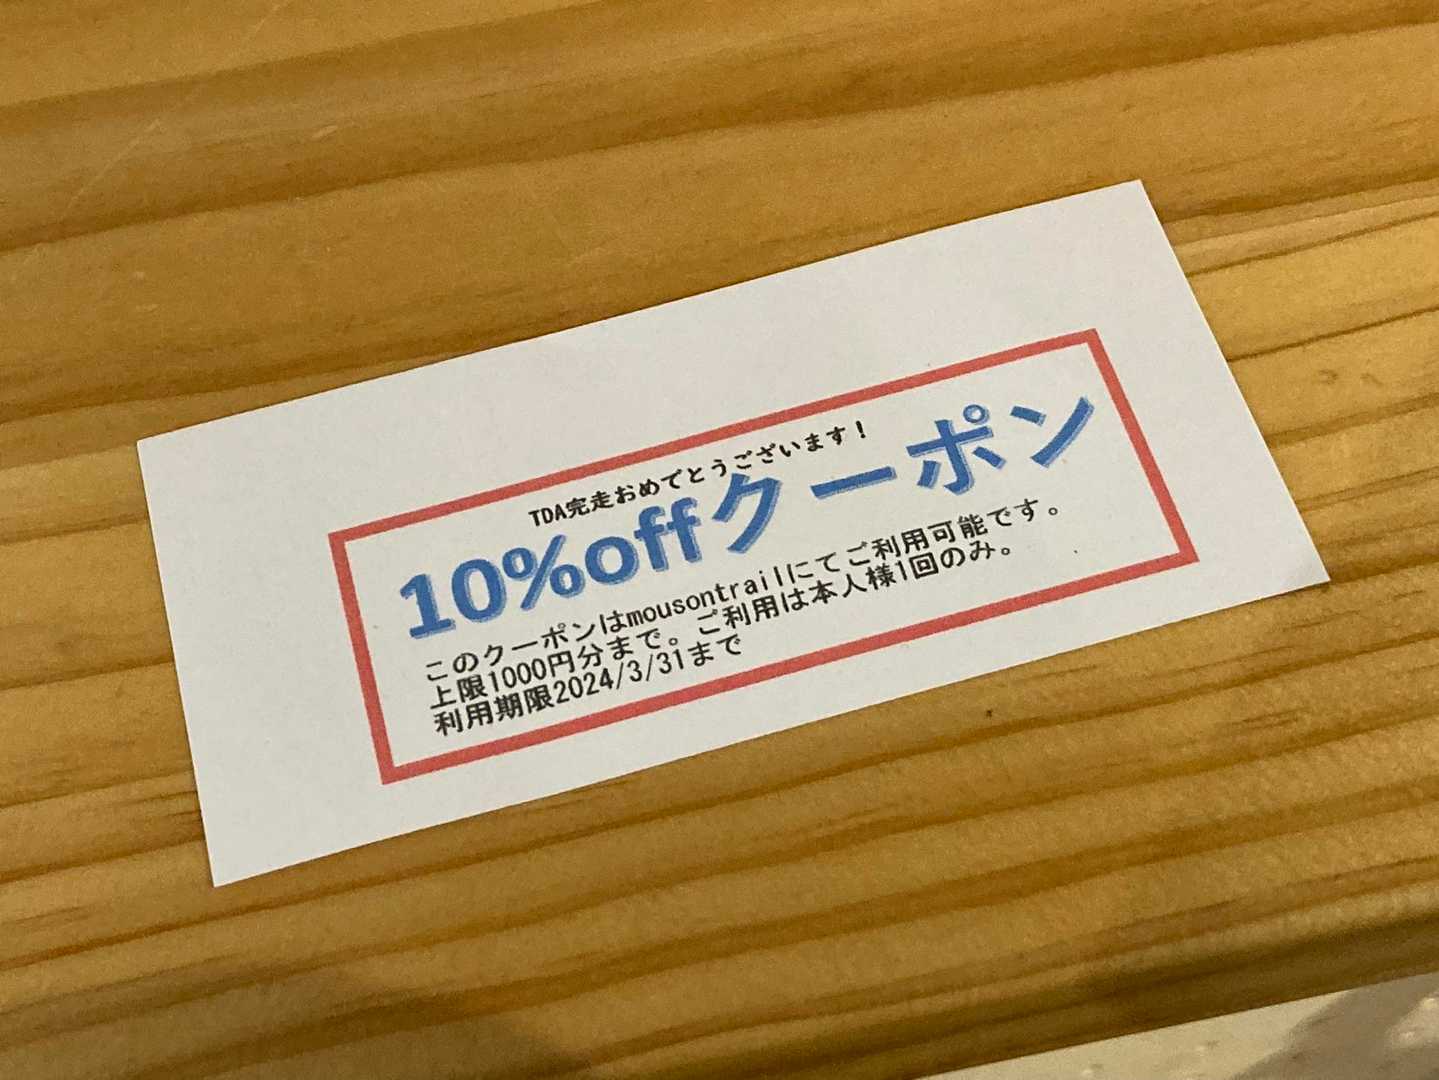 TDA完走おめでとうございます！
10%offクーポン
このクーポンはmousontrailにてご利用可能です。
上限1000円分まで。ご利用は本人様1回のみ。
利用期限2024/3/31まで